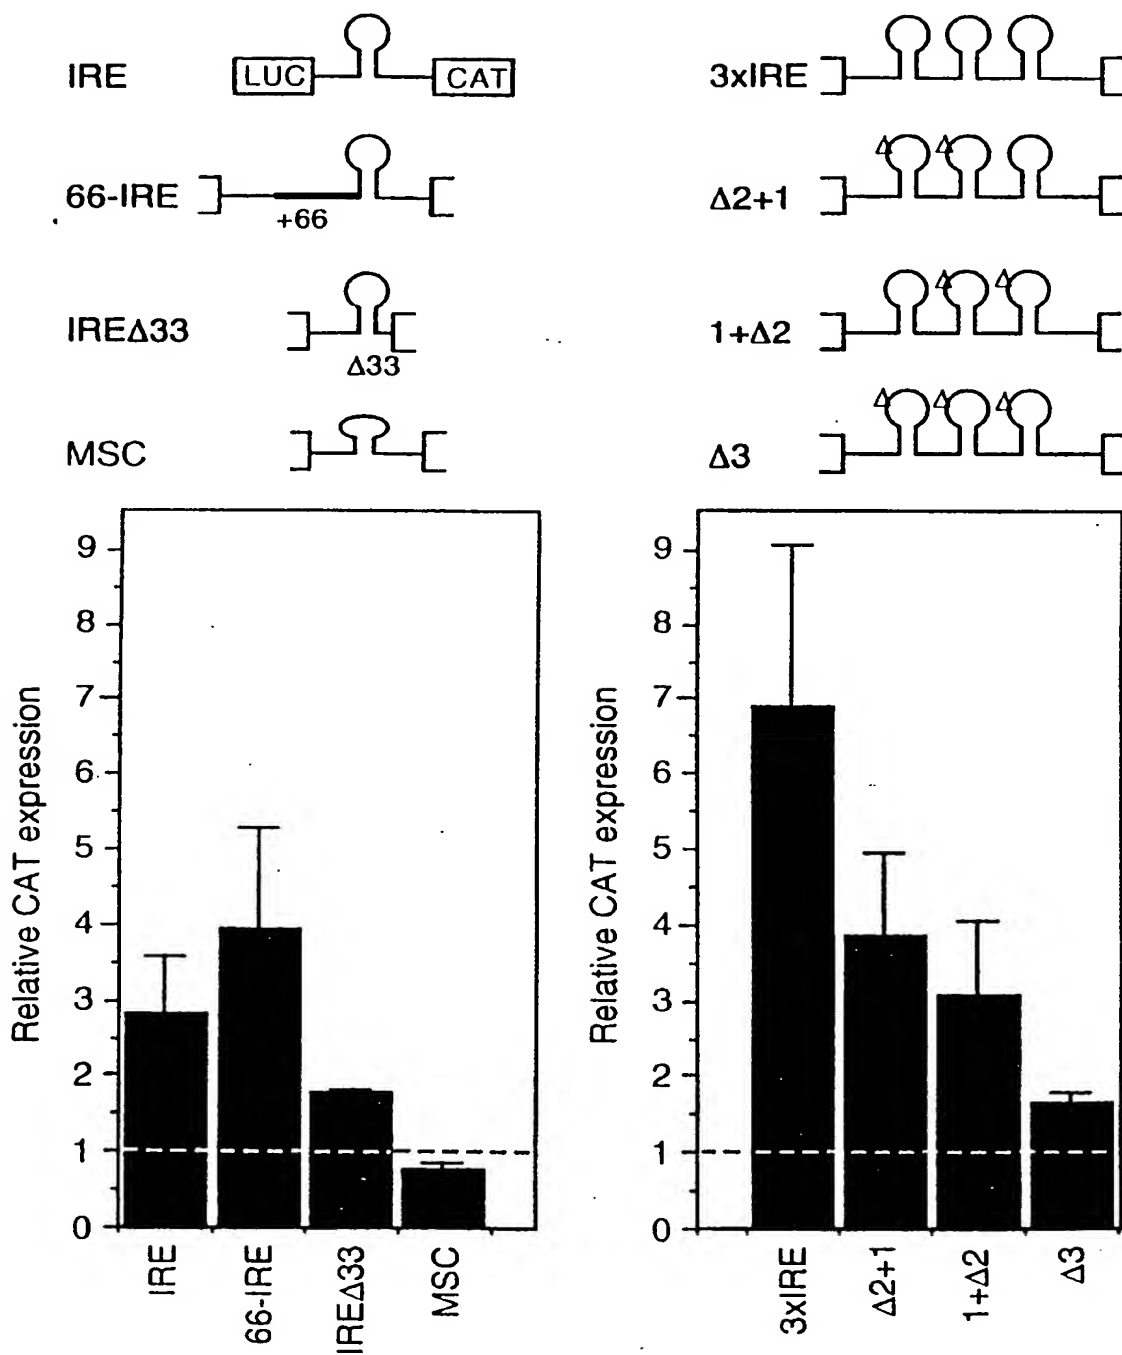 IRE
LUC
CAT
66-IRE
+66
IREΔ33
Δ33
MSC
3xIRE
Δ2+1
Δ
Δ
1+Δ2
Δ
Δ
Δ3
Δ
Δ
Δ
Relative CAT expression
9
8
7
6
5
4
3
2
1
0
IRE
66-IRE
IREΔ33
MSC
Relative CAT expression
9
8
7
6
5
4
3
2
1
0
3xIRE
Δ2+1
1+Δ2
Δ3